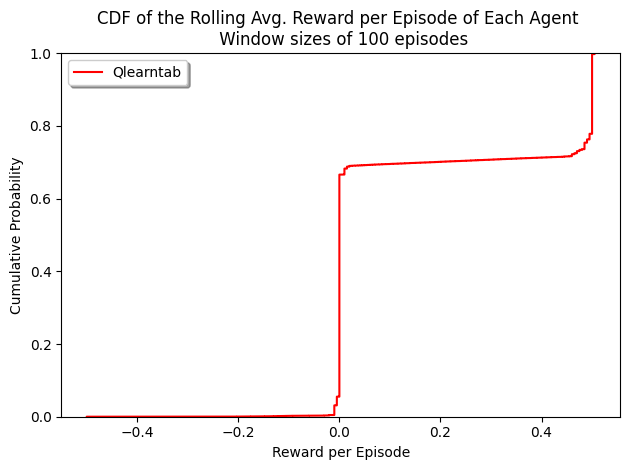 CDF of the Rolling Avg. Reward per Episode of Each Agent
Window sizes of 100 episodes
Qlearntab
Cumulative Probability
1.0
0.8
0.6
0.4
0.2
0.0
−0.4
−0.2
0.0
0.2
0.4
Reward per Episode